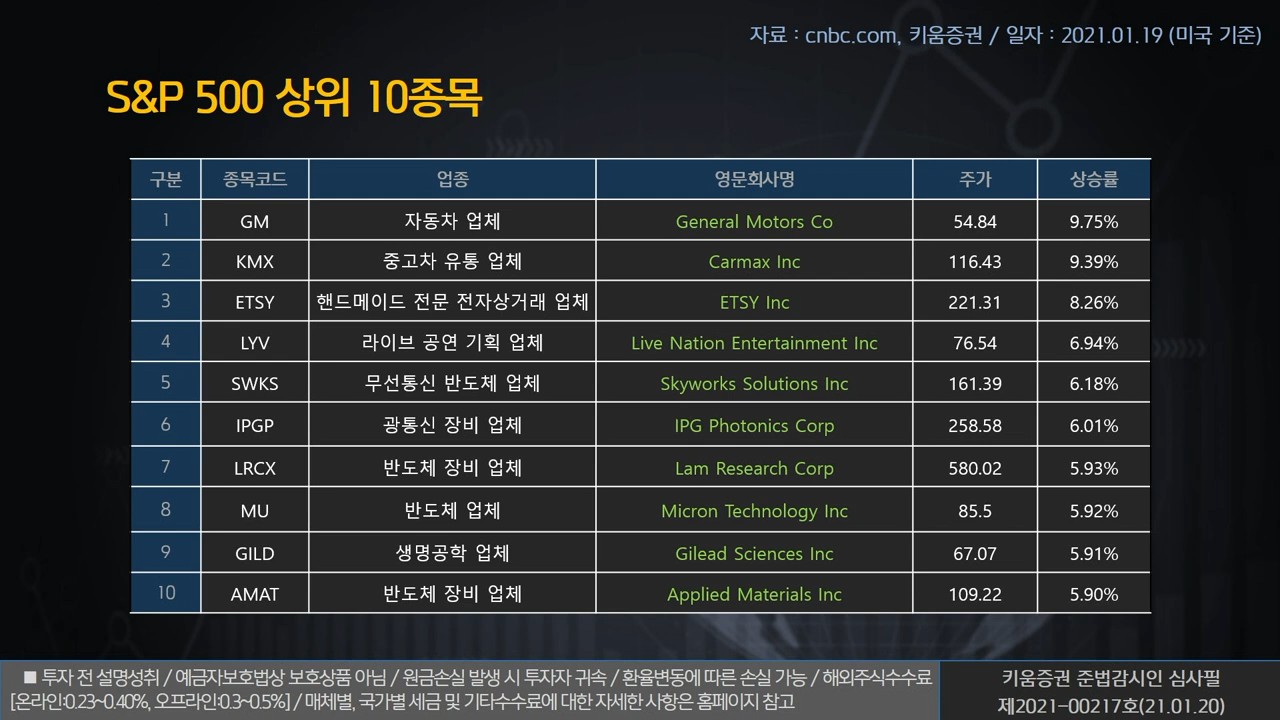 자료 : cnbc.com, 키움증권 / 일자 : 2021.01.19 (미국 기준)
S&P 500 상위 10종목
구분 종목코드 업종 영문회사명 주가 상승률
1 GM 자동차 업체 General Motors Co 54.84 9.75%
2 KMX 중고차 유통 업체 Carmax Inc 116.43 9.39%
3 ETSY 핸드메이드 전문 전자상거래 업체 ETSY Inc 221.31 8.26%
4 LYV 라이브 공연 기획 업체 Live Nation Entertainment Inc 76.54 6.94%
5 SWKS 무선통신 반도체 업체 Skyworks Solutions Inc 161.39 6.18%
6 IPGP 광통신 장비 업체 IPG Photonics Corp 258.58 6.01%
7 LRCX 반도체 장비 업체 Lam Research Corp 580.02 5.93%
8 MU 반도체 업체 Micron Technology Inc 85.5 5.92%
9 GILD 생명공학 업체 Gilead Sciences Inc 67.07 5.91%
10 AMAT 반도체 장비 업체 Applied Materials Inc 109.22 5.90%
■ 투자 전 설명성취 / 예금자보호법상 보호상품 아님 / 원금손실 발생 시 투자자 귀속 / 환율변동에 따른 손실 가능 / 해외주식수수료
[온라인:0.23~0.40%, 오프라인:0.3~0.5%] / 매체별, 국가별 세금 및 기타수수료에 대한 자세한 사항은 홈페이지 참고
키움증권 준법감시인 심사필
제2021-00217호(21.01.20)